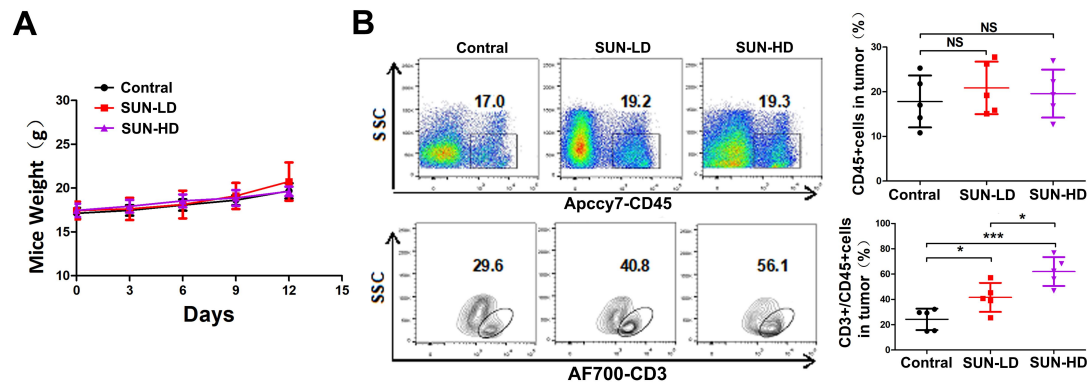 A
Contral
SUN-LD
SUN-HD
Mice Weight（g）
30
25
20
15
10
0
3
6
9
12
15
Days
B
Contral
SUN-LD
SUN-HD
SSC
17.0
19.2
19.3
Apccy7-CD45
SSC
29.6
40.8
56.1
AF700-CD3
CD45+cells in tumor（%）
30
20
10
0
NS
NS
Contral
SUN-LD
SUN-HD
CD3+/CD45+cells
in tumor（%）
100
80
60
40
20
0
*
***
*
Contral
SUN-LD
SUN-HD